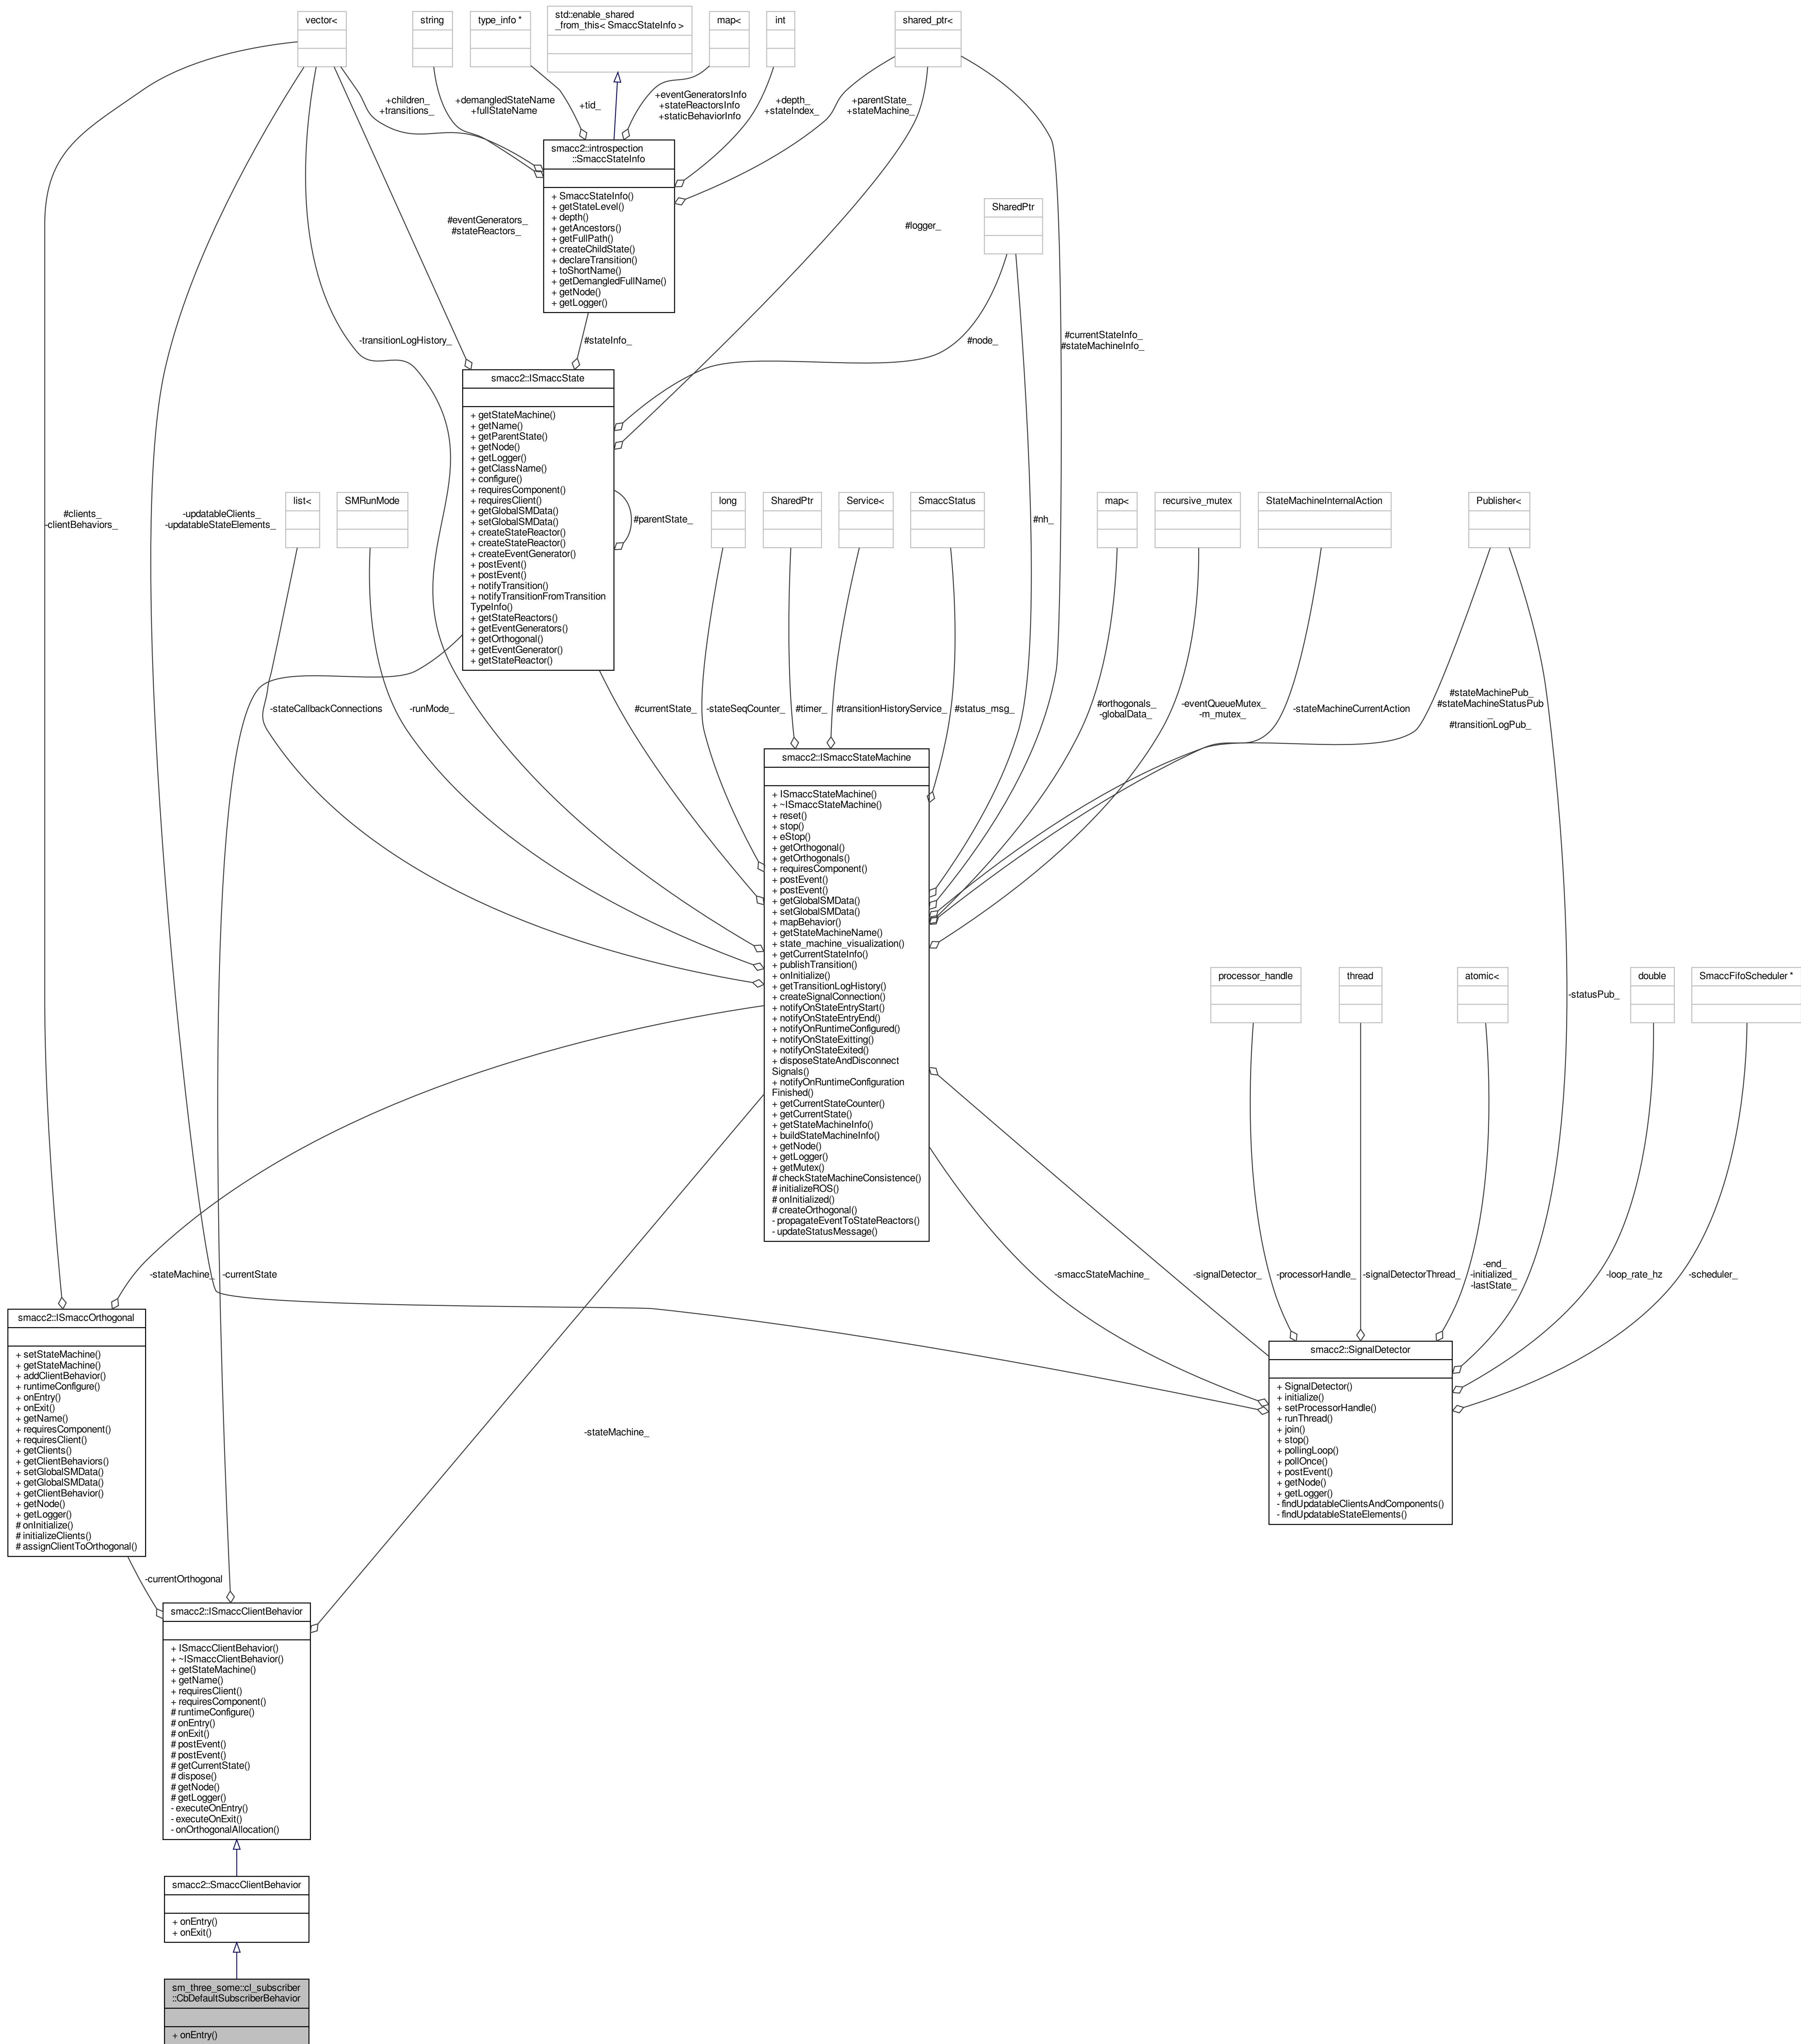 vector<
string
type_info *
std::enable_shared
_from_this< SmaccStateInfo >
map<
int
shared_ptr<
+children_
+transitions_
+demangledStateName
+fullStateName
+tid_
+eventGeneratorsInfo
+stateReactorsInfo
+staticBehaviorInfo
+depth_
+stateIndex_
+parentState_
+stateMachine_
smacc2::introspection
::SmaccStateInfo
+ SmaccStateInfo()
+ getStateLevel()
+ depth()
+ getAncestors()
+ getFullPath()
+ createChildState()
+ declareTransition()
+ toShortName()
+ getDemangledFullName()
+ getNode()
+ getLogger()
SharedPtr
#eventGenerators_
#stateReactors_
#logger_
-transitionLogHistory_
#stateInfo_
#node_
#currentStateInfo_
#stateMachineInfo_
smacc2::ISmaccState
+ getStateMachine()
+ getName()
+ getParentState()
+ getNode()
+ getLogger()
+ getClassName()
+ configure()
+ requiresComponent()
+ requiresClient()
+ getGlobalSMData()
+ setGlobalSMData()
+ createStateReactor()
+ createStateReactor()
+ createEventGenerator()
+ postEvent()
+ postEvent()
+ notifyTransition()
+ notifyTransitionFromTransition
TypeInfo()
+ getStateReactors()
+ getEventGenerators()
+ getOrthogonal()
+ getEventGenerator()
+ getStateReactor()
#clients_
-clientBehaviors_
-updatableClients_
-updatableStateElements_
list<
SMRunMode
#parentState_
long
SharedPtr
Service<
SmaccStatus
#nh_
map<
recursive_mutex
StateMachineInternalAction
Publisher<
-stateCallbackConnections
-runMode_
#currentState_
-stateSeqCounter_
#timer_
#transitionHistoryService_
#status_msg_
#orthogonals_
-globalData_
-eventQueueMutex_
-m_mutex_
-stateMachineCurrentAction
#stateMachinePub_
#stateMachineStatusPub
_
#transitionLogPub_
smacc2::ISmaccStateMachine
+ ISmaccStateMachine()
+ ~ISmaccStateMachine()
+ reset()
+ stop()
+ eStop()
+ getOrthogonal()
+ getOrthogonals()
+ requiresComponent()
+ postEvent()
+ postEvent()
+ getGlobalSMData()
+ setGlobalSMData()
+ mapBehavior()
+ getStateMachineName()
+ state_machine_visualization()
+ getCurrentStateInfo()
+ publishTransition()
+ onInitialize()
+ getTransitionLogHistory()
+ createSignalConnection()
+ notifyOnStateEntryStart()
+ notifyOnStateEntryEnd()
+ notifyOnRuntimeConfigured()
+ notifyOnStateExitting()
+ notifyOnStateExited()
+ disposeStateAndDisconnect
Signals()
+ notifyOnRuntimeConfiguration
Finished()
+ getCurrentStateCounter()
+ getCurrentState()
+ getStateMachineInfo()
+ buildStateMachineInfo()
+ getNode()
+ getLogger()
+ getMutex()
# checkStateMachineConsistence()
# initializeROS()
# onInitialized()
# createOrthogonal()
- propagateEventToStateReactors()
- updateStatusMessage()
processor_handle
thread
atomic<
-statusPub_
double
SmaccFifoScheduler *
-stateMachine_
-currentState
-smaccStateMachine_
-signalDetector_
-processorHandle_
-signalDetectorThread_
-end_
-initialized_
-lastState_
-loop_rate_hz
-scheduler_
smacc2::ISmaccOrthogonal
+ setStateMachine()
+ getStateMachine()
+ addClientBehavior()
+ runtimeConfigure()
+ onEntry()
+ onExit()
+ getName()
+ requiresComponent()
+ requiresClient()
+ getClients()
+ getClientBehaviors()
+ setGlobalSMData()
+ getGlobalSMData()
+ getClientBehavior()
+ getNode()
+ getLogger()
# onInitialize()
# initializeClients()
# assignClientToOrthogonal()
smacc2::SignalDetector
+ SignalDetector()
+ initialize()
+ setProcessorHandle()
+ runThread()
+ join()
+ stop()
+ pollingLoop()
+ pollOnce()
+ postEvent()
+ getNode()
+ getLogger()
- findUpdatableClientsAndComponents()
- findUpdatableStateElements()
-stateMachine_
-currentOrthogonal
smacc2::ISmaccClientBehavior
+ ISmaccClientBehavior()
+ ~ISmaccClientBehavior()
+ getStateMachine()
+ getName()
+ requiresClient()
+ requiresComponent()
# runtimeConfigure()
# onEntry()
# onExit()
# postEvent()
# postEvent()
# getCurrentState()
# dispose()
# getNode()
# getLogger()
- executeOnEntry()
- executeOnExit()
- onOrthogonalAllocation()
smacc2::SmaccClientBehavior
+ onEntry()
+ onExit()
sm_three_some::cl_subscriber
::CbDefaultSubscriberBehavior
+ onEntry()